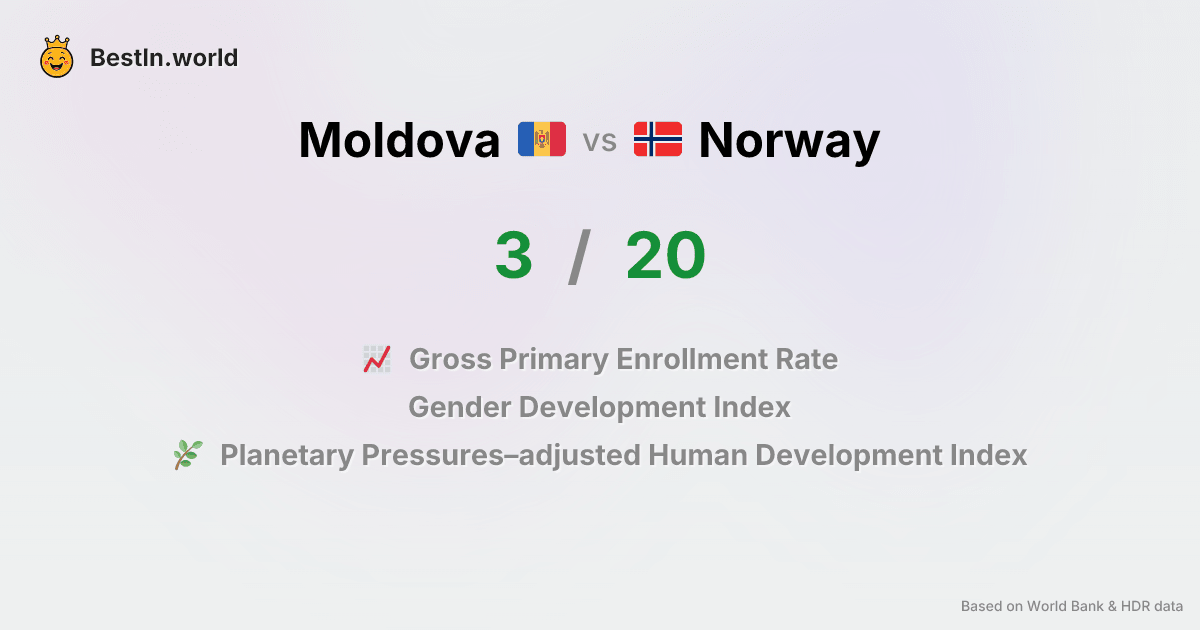 BestIn.world
Moldova vs Norway
3 / 20
Gross Primary Enrollment Rate
Gender Development Index
Planetary Pressures–adjusted Human Development Index
Based on World Bank & HDR data